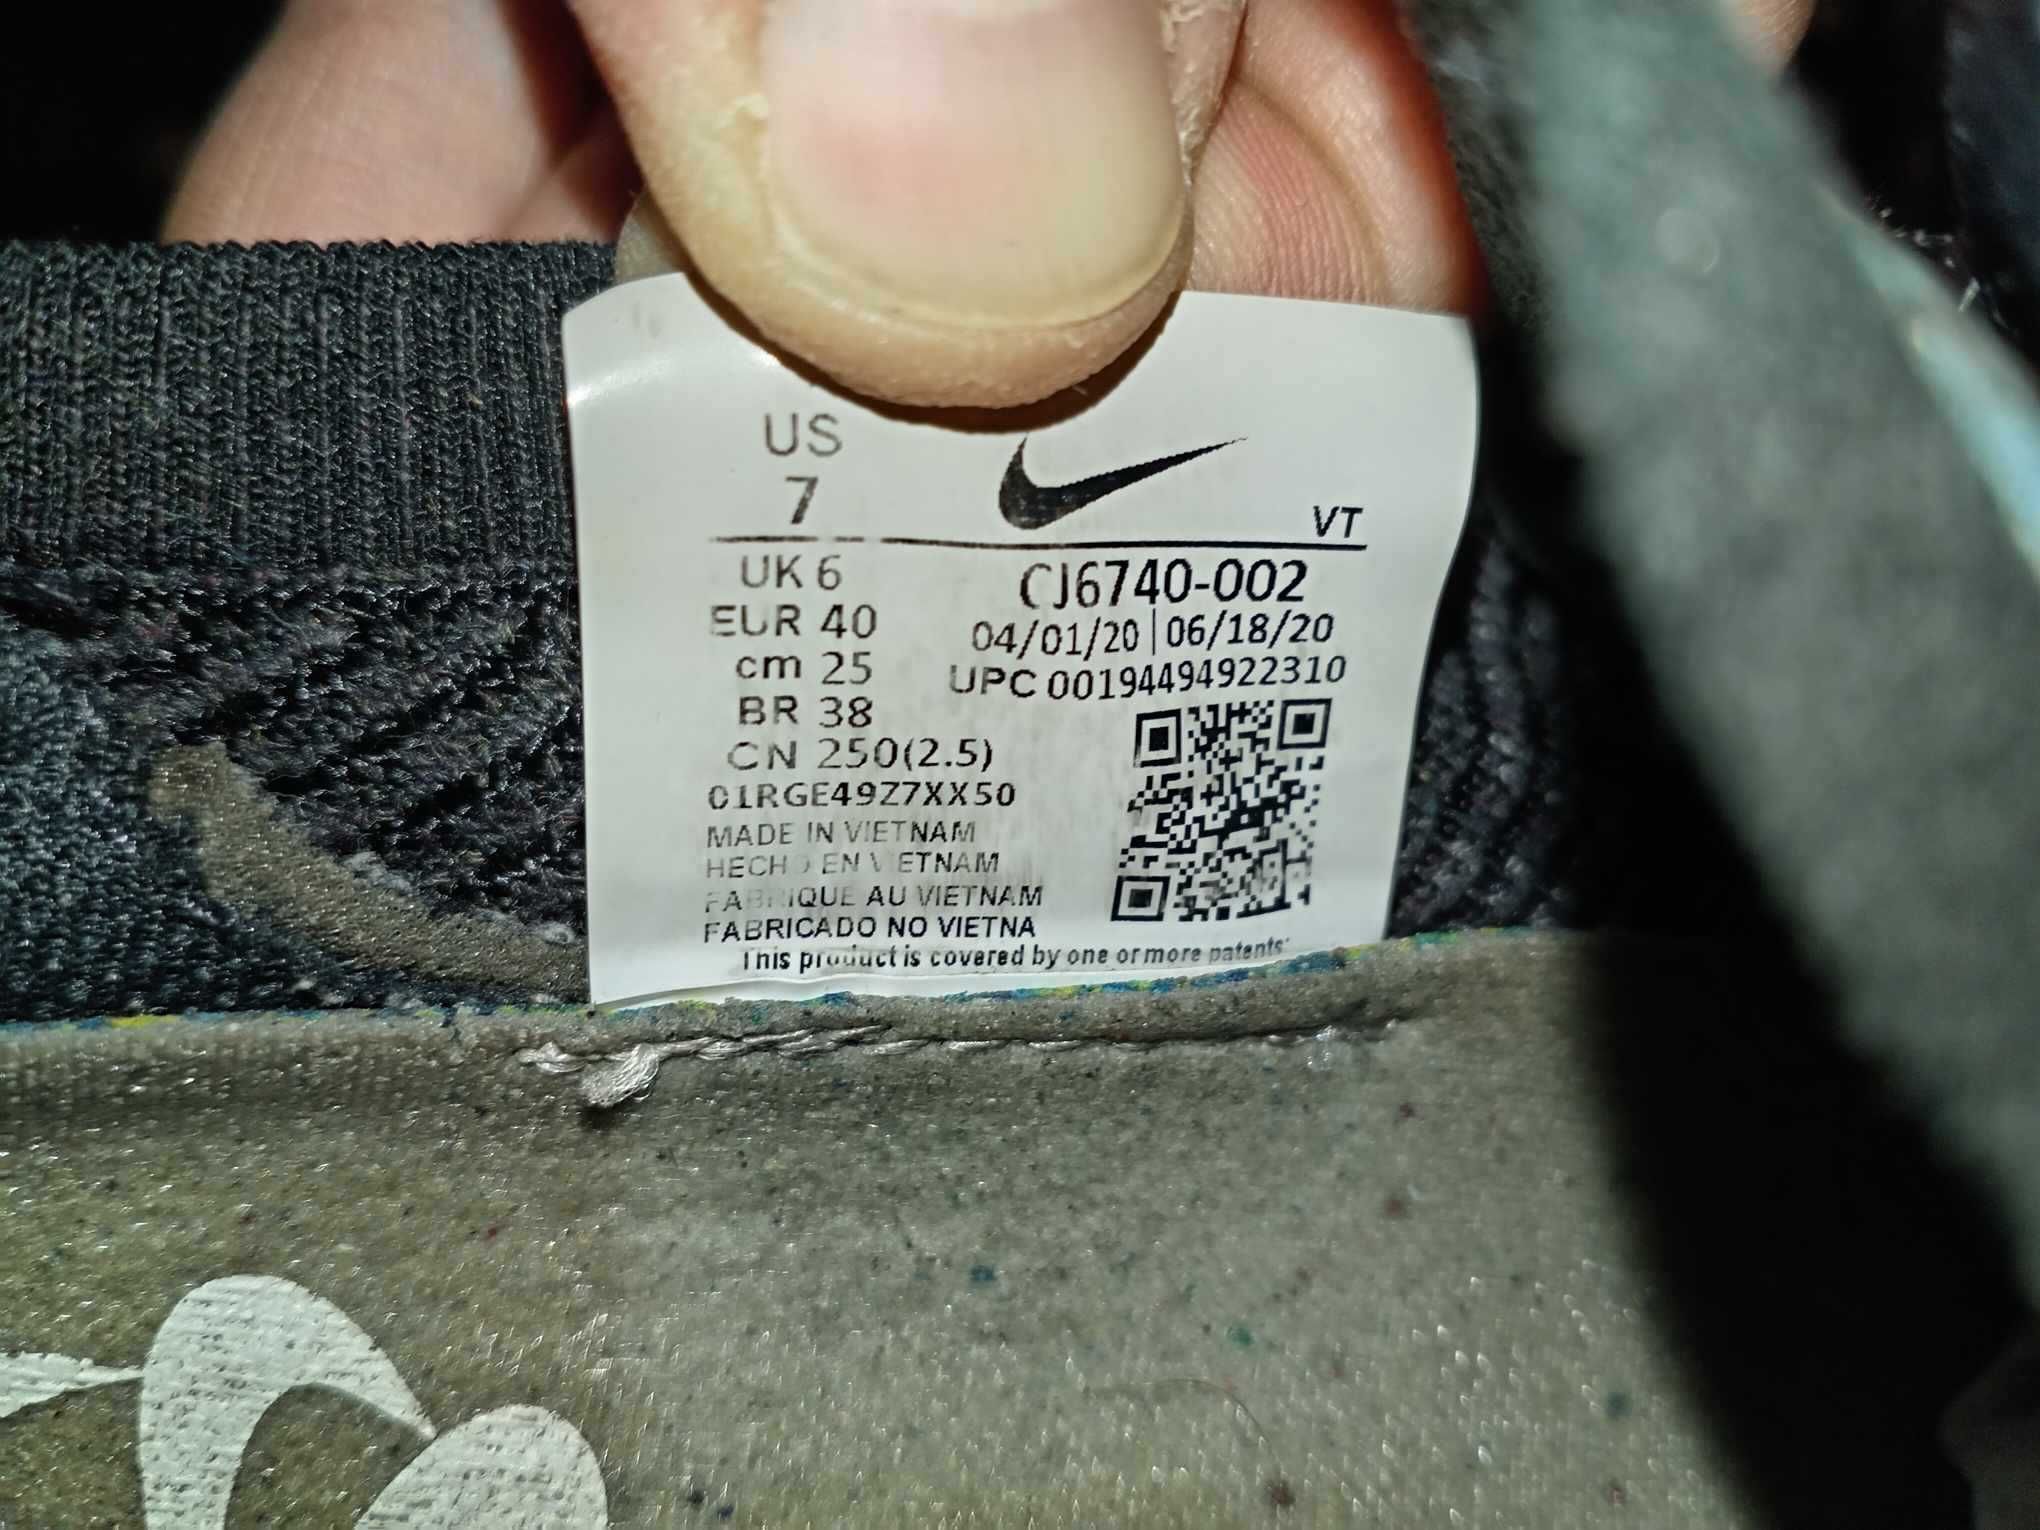 US
7
VT
UK 6
EUR 40
cm 25
BR 38
CN 250(2.5)
CJ6740-002
04/01/20|06/18/20
UPC 00194494922310
01RGE49Z7XX50
MADE IN VIETNAM
HECHO EN VIETNAM
FABRIQUE AU VIETNAM
FABRICADO NO VIETNA
This product is covered by one or more patents